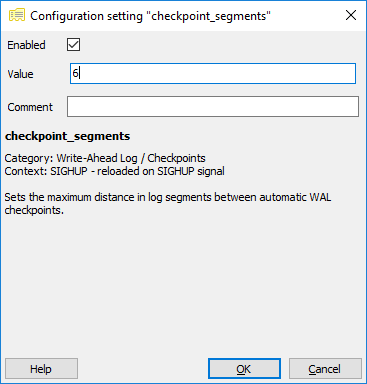 Configuration setting "checkpoint_segments"
Enabled
Value 6
Comment
checkpoint_segments
Category: Write-Ahead Log / Checkpoints
Context: SIGHUP - reloaded on SIGHUP signal
Sets the maximum distance in log segments between automatic WAL
checkpoints.
Help OK Cancel